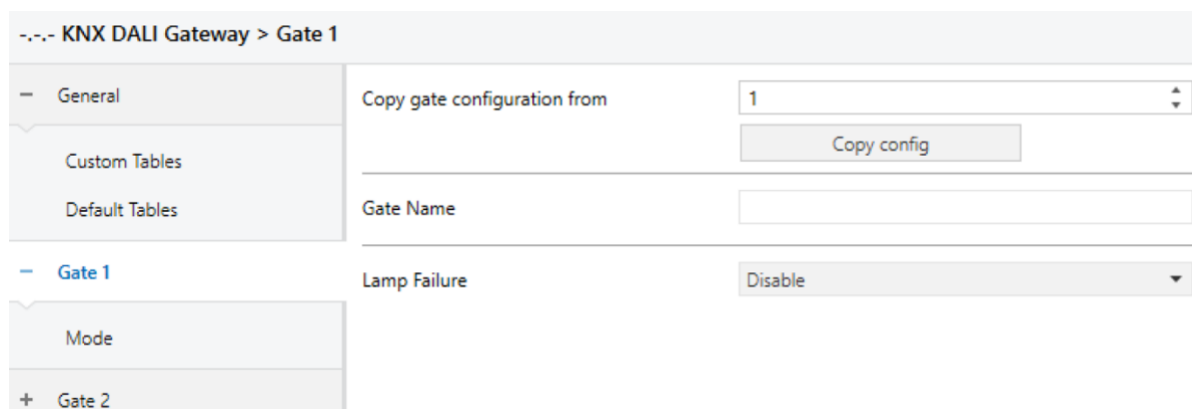 -.-.- KNX DALI Gateway > Gate 1
− General
Custom Tables
Default Tables
− Gate 1
Mode
+ Gate 2
Copy gate configuration from
1
Copy config
Gate Name
Lamp Failure
Disable